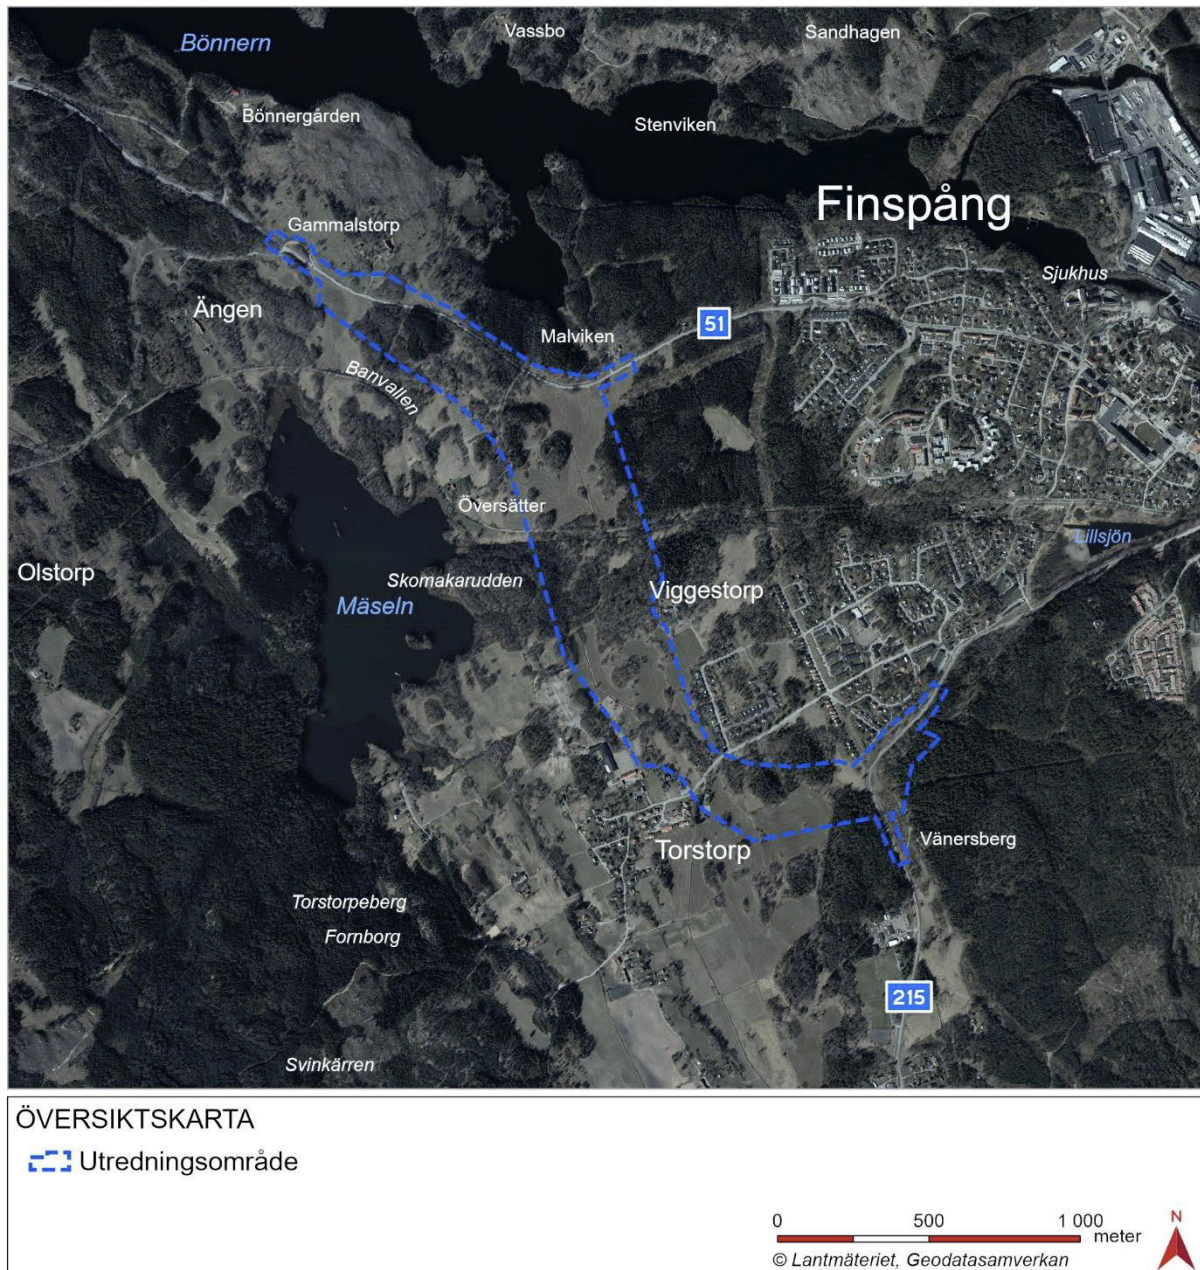 Bönnern
Vassbo
Sandhagen
Bönnergården
Stenviken
Finspång
Gammalstorp
Sjukhus
Ängen
51
Malviken
Banvallen
Översätter
Lillsjön
Olstorp
Skomakarudden
Mäseln
Viggestorp
Torstorp
Vänersberg
Torstorpeberg
Fornborg
215
Svinkärren
ÖVERSIKTSKARTA
Utredningsområde
0 500 1 000
meter
N
© Lantmäteriet, Geodatasamverkan